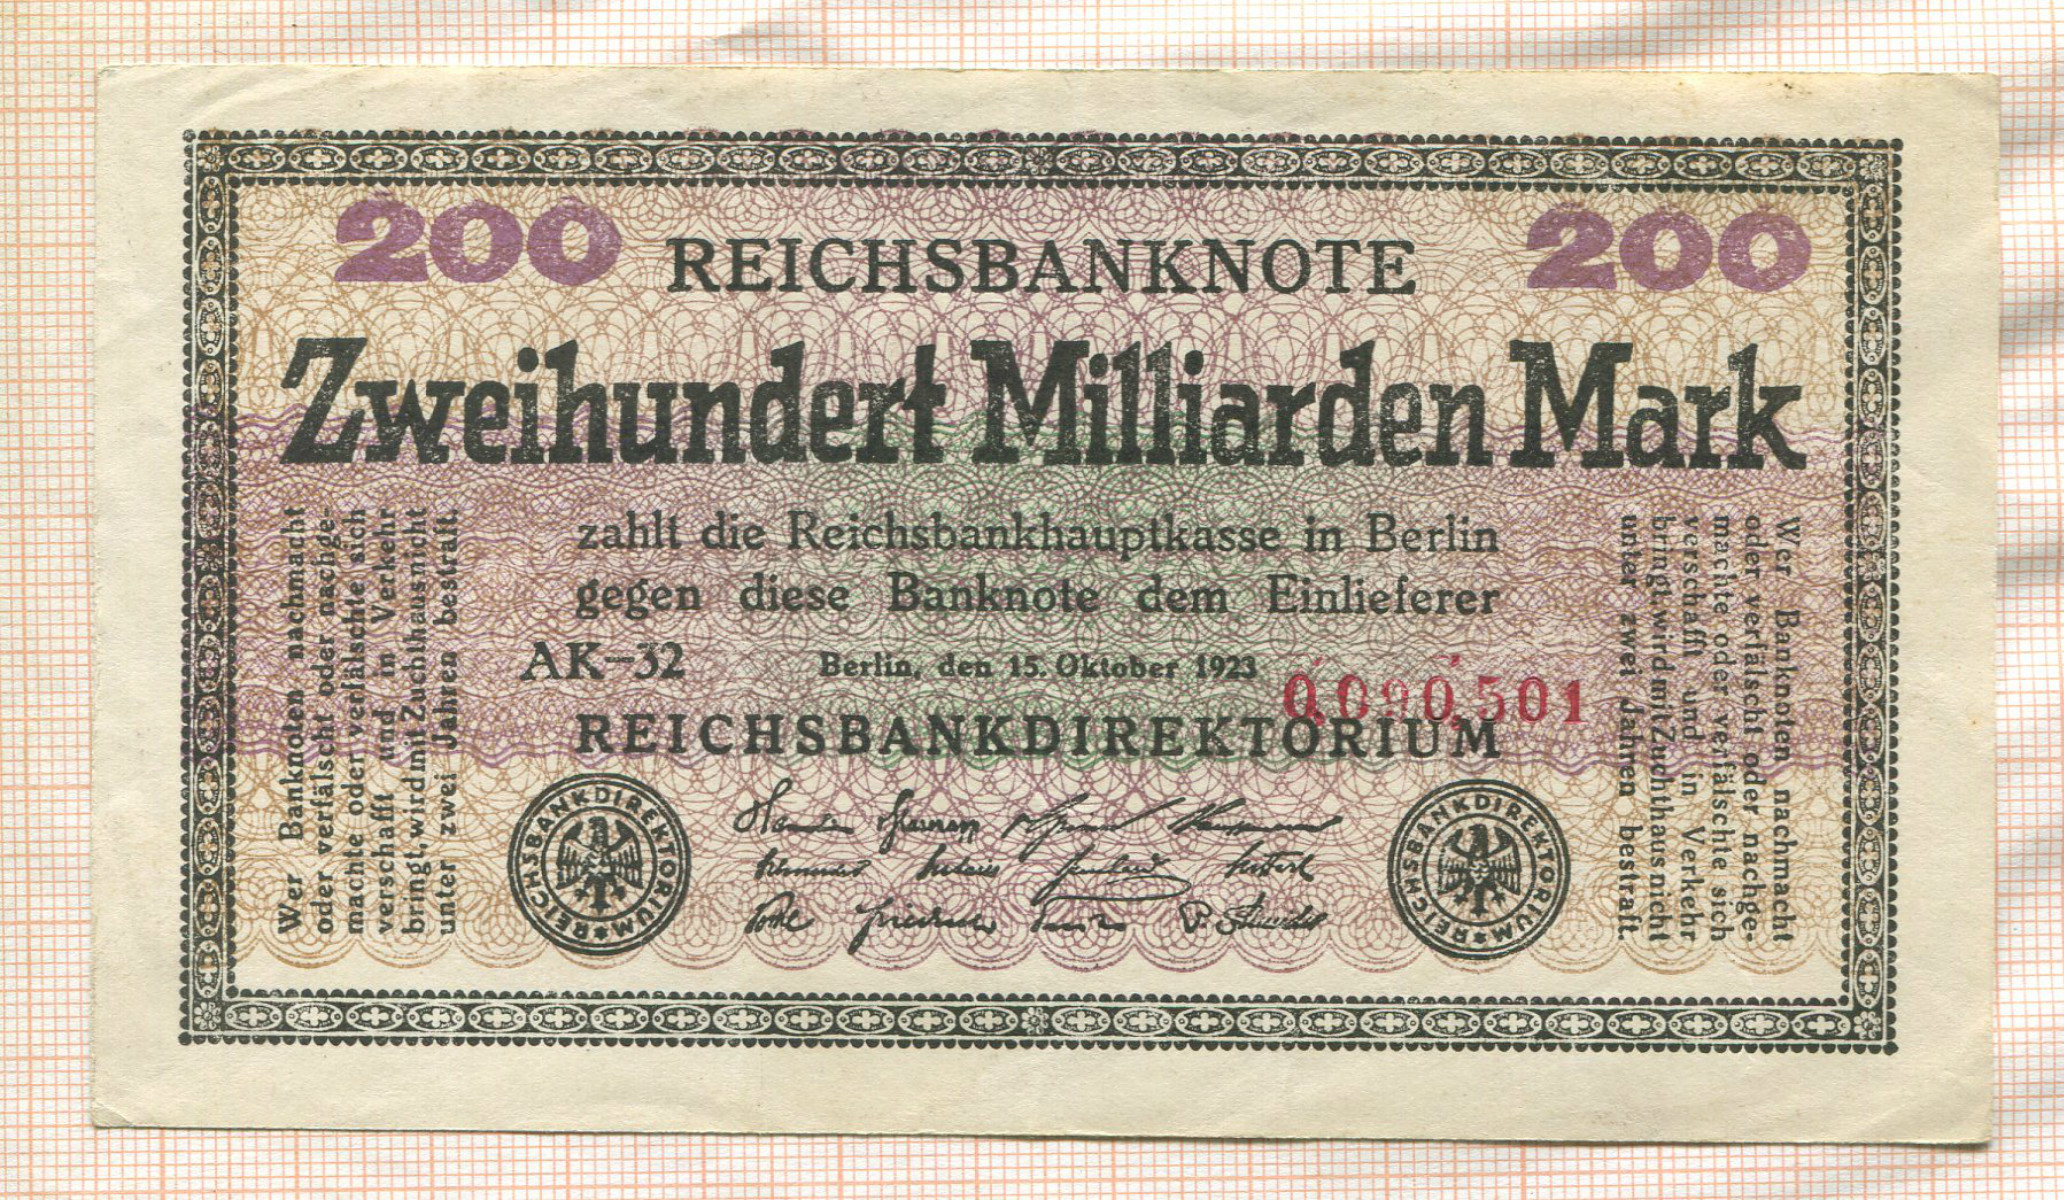 200 REICHSBANKNOTE 200
Zweihundert Milliarden Mark
zahlt die Reichsbankhauptkasse in Berlin
gegen diese Banknote dem Einlieferer
AK-32 Berlin, den 15. Oktober 1923
0,090,501
REICHSBANKDIREKTORIUM
Wer Banknoten nachmacht
oder verfälscht oder nachge-
machte oder verfälschte sich
verschafft und in Verkehr
bringt, wird mit Zuchthaus nicht
unter zwei Jahren bestraft.
Wer Banknoten nachmacht
oder verfälscht oder nachge-
machte oder verfälschte sich
verschafft und in Verkehr
bringt, wird mit Zuchthaus nicht
unter zwei Jahren bestraft.
REICHSBANKDIREKTORIUM
REICHSBANKDIREKTORIUM